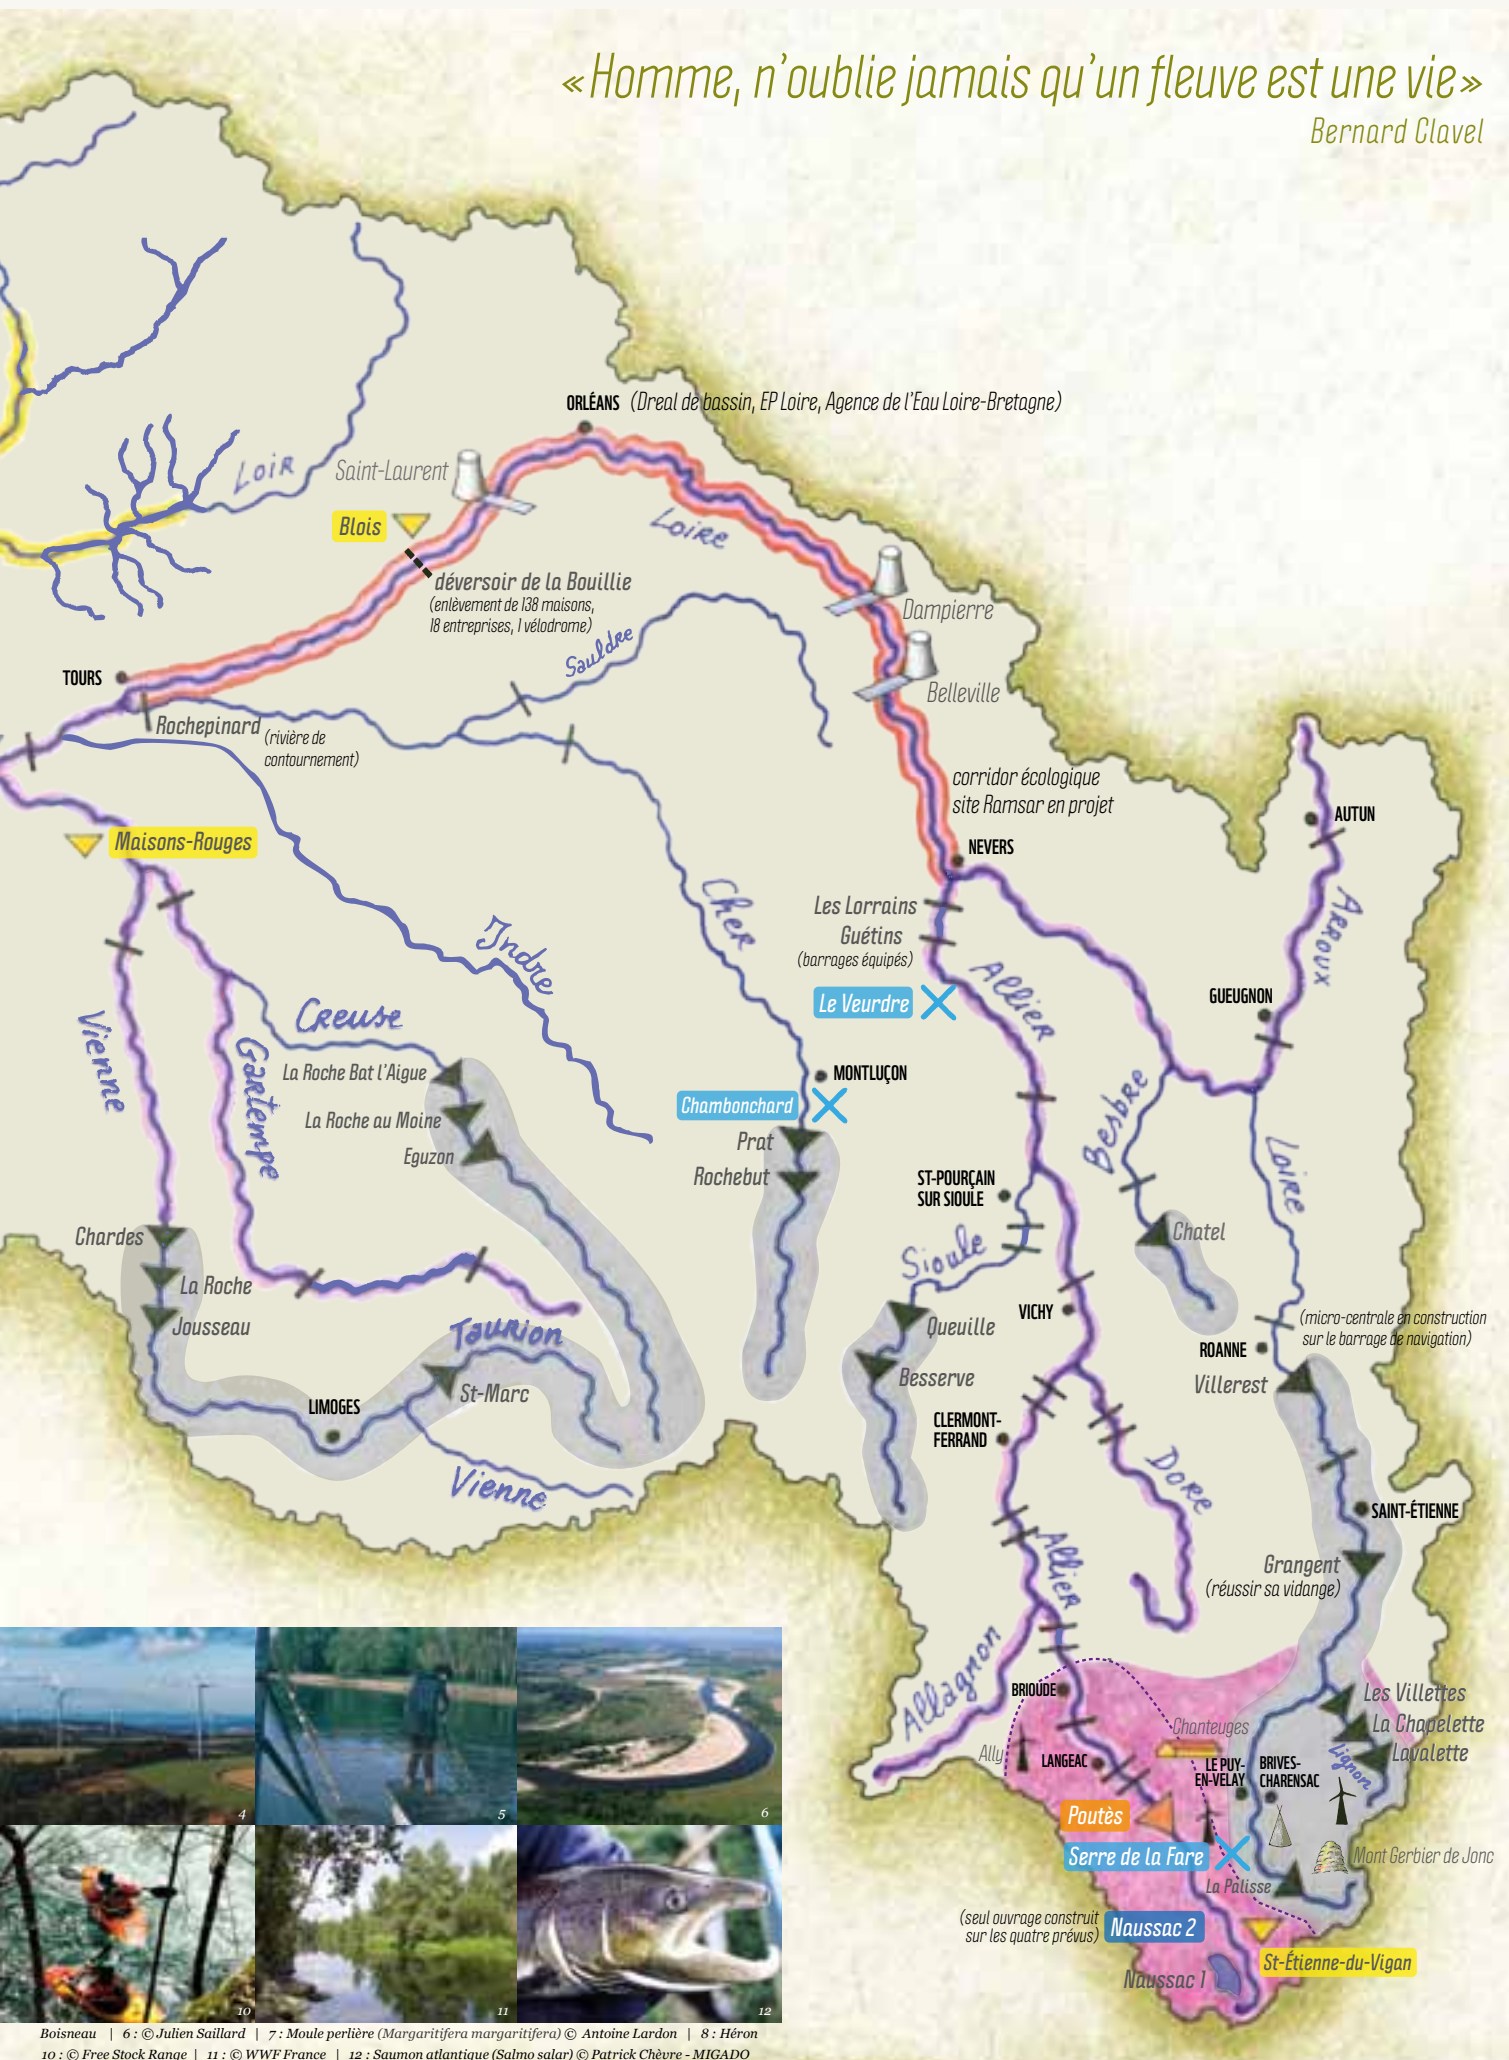 «Homme, n'oublie jamais qu'un fleuve est une vie»
Bernard Clavel
ORLÉANS (Dreal de bassin, EP Loire, Agence de l'Eau Loire-Bretagne)
Loir
Saint-Laurent
Blois
Loire
déversoir de la Bouillie
(enlèvement de 138 maisons,
18 entreprises, 1 vélodrome)
Dampierre
Sauldre
Belleville
TOURS
Rochepinard
(rivière de
contournement)
corridor écologique
site Ramsar en projet
AUTUN
Maisons-Rouges
NEVERS
Cher
Arroux
Les Lorrains
Guétins
(barrages équipés)
Indre
Allier
Le Veurdre
GUEUGNON
Vienne
Creuse
Gartempe
La Roche Bat l'Aigue
MONTLUÇON
Chambonchard
Besbre
La Roche au Moine
Prat
Eguzon
Rochebut
Loire
ST-POURÇAIN
SUR SIOULE
Chardes
Chatel
Sioule
La Roche
Jousseau
Taurion
Queuille
VICHY
(micro-centrale en construction
sur le barrage de navigation)
ROANNE
Besserve
Villerest
St-Marc
LIMOGES
CLERMONT-
FERRAND
Vienne
Dore
SAINT-ÉTIENNE
Allier
Grangent
(réussir sa vidange)
Allagnon
BRIOUDE
Les Villettes
La Chapelette
Lavalette
Lignon
Chanteuges
Ally
LANGEAC
LE PUY-
EN-VELAY
BRIVES-
CHARENSAC
Poutès
Serre de la Fare
Mont Gerbier de Jonc
La Palisse
(seul ouvrage construit
sur les quatre prévus)
Naussac 2
St-Étienne-du-Vigan
Naussac 1
4
5
6
10
11
12
Boisneau | 6 : © Julien Saillard | 7 : Moule perlière (Margaritifera margaritifera) © Antoine Lardon | 8 : Héron
10 : © Free Stock Range | 11 : © WWF France | 12 : Saumon atlantique (Salmo salar) © Patrick Chèvre - MIGADO